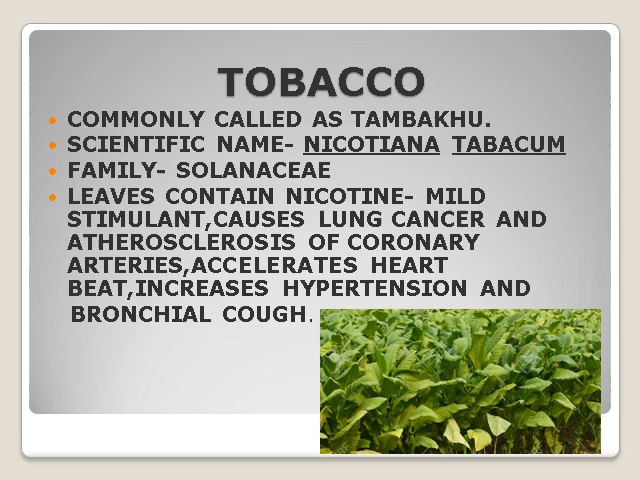 TOBACCO
COMMONLY CALLED AS TAMBAKHU.
SCIENTIFIC NAME- NICOTIANA TABACUM
FAMILY- SOLANACEAE
LEAVES CONTAIN NICOTINE- MILD
STIMULANT,CAUSES LUNG CANCER AND
ATHEROSCLEROSIS OF CORONARY
ARTERIES,ACCELERATES HEART
BEAT,INCREASES HYPERTENSION AND
BRONCHIAL COUGH.